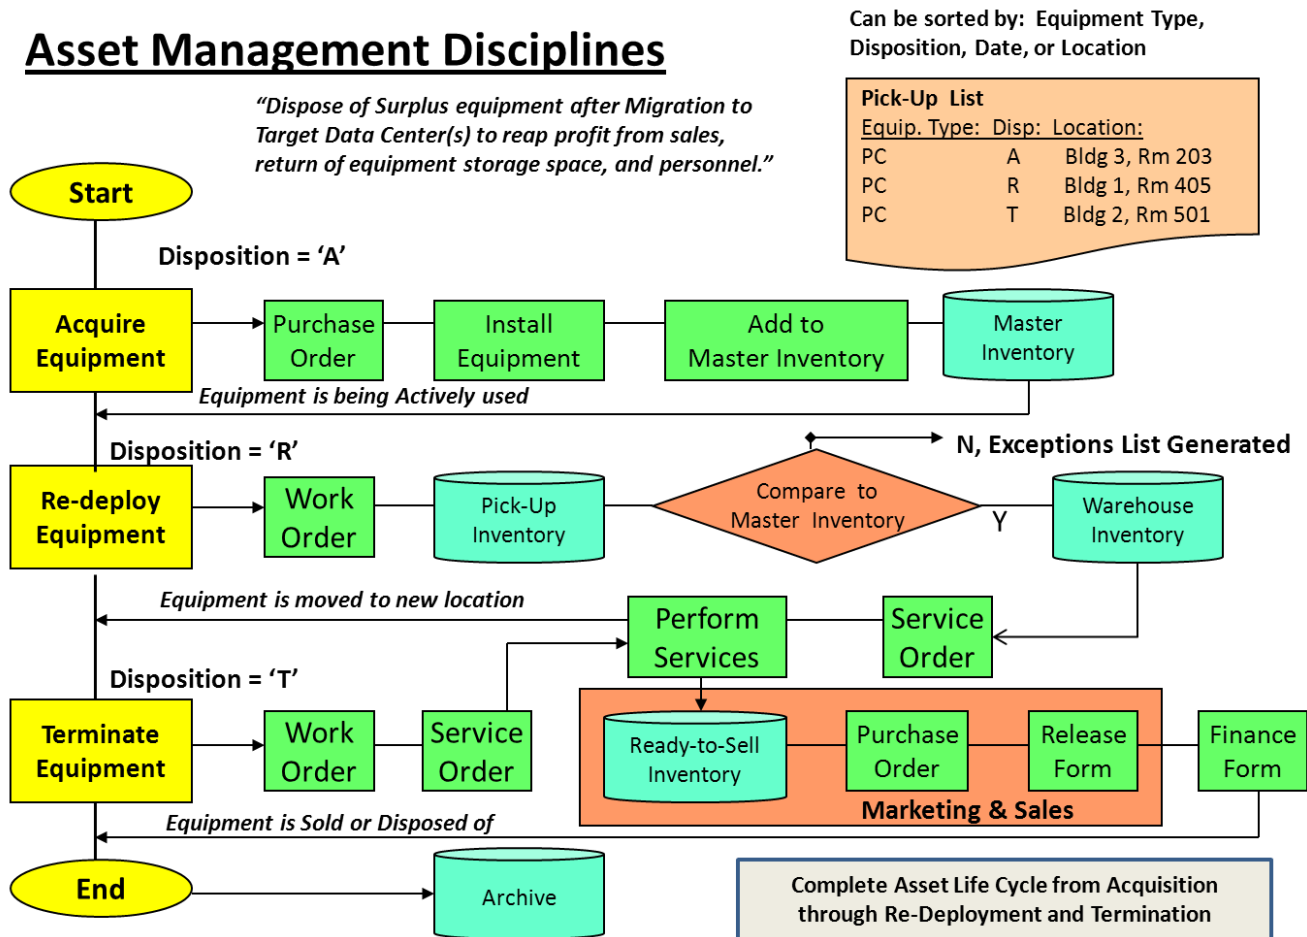 Asset Management Disciplines
Can be sorted by:  Equipment Type,
Disposition, Date, or Location
“Dispose of Surplus equipment after Migration to
Target Data Center(s) to reap profit from sales,
return of equipment storage space, and personnel.”
Pick-Up  List
Equip. Type:  Disp:  Location:
PC A Bldg 3, Rm 203
PC R Bldg 1, Rm 405
PC T Bldg 2, Rm 501
Start
Disposition = ‘A’
Acquire
Equipment
Purchase
Order
Install
Equipment
Add to
Master Inventory
Master
Inventory
Equipment is being Actively used
Disposition = ‘R’
N, Exceptions List Generated
Re-deploy
Equipment
Work
Order
Pick-Up
Inventory
Compare  to
Master  Inventory
Y
Warehouse
Inventory
Equipment is moved to new location
Perform
Services
Service
Order
Disposition = ‘T’
Terminate
Equipment
Work
Order
Service
Order
Ready-to-Sell
Inventory
Purchase
Order
Release
Form
Finance
Form
Marketing & Sales
Equipment is Sold or Disposed of
End
Archive
Complete Asset Life Cycle from Acquisition
through Re-Deployment and Termination